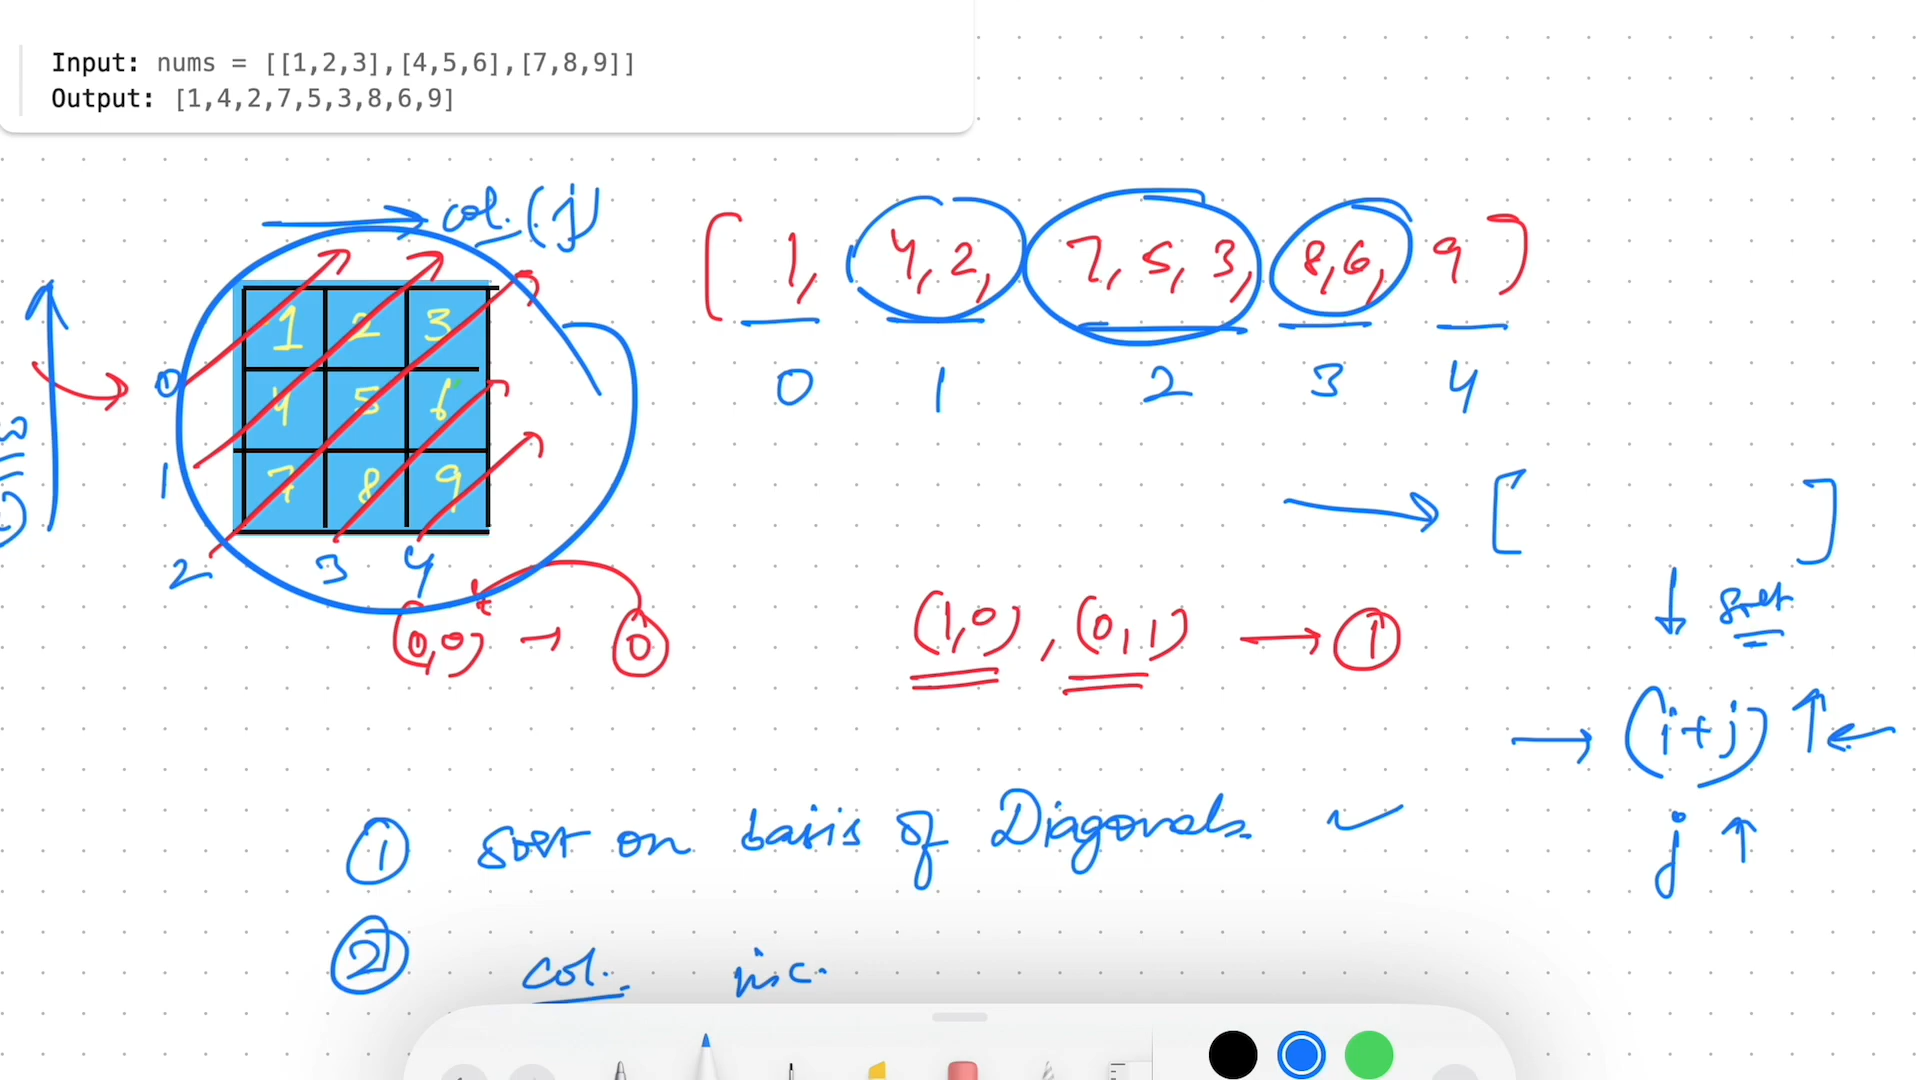 Input: nums = [[1,2,3],[4,5,6],[7,8,9]]
Output: [1,4,2,7,5,3,8,6,9]
col. (j)
[1, 4,2, 7,5,3, 8,6, 9]
0 1 2 3 4
1 2 3
4 5 6
7 8 9
0
1
2 3 4
[ ]
sort
(0,0) → 0
(1,0), (0,1) → 1
→ (i+j) ↑ ←
j ↑
① Sort on basis of Diagonals
② col. inc.